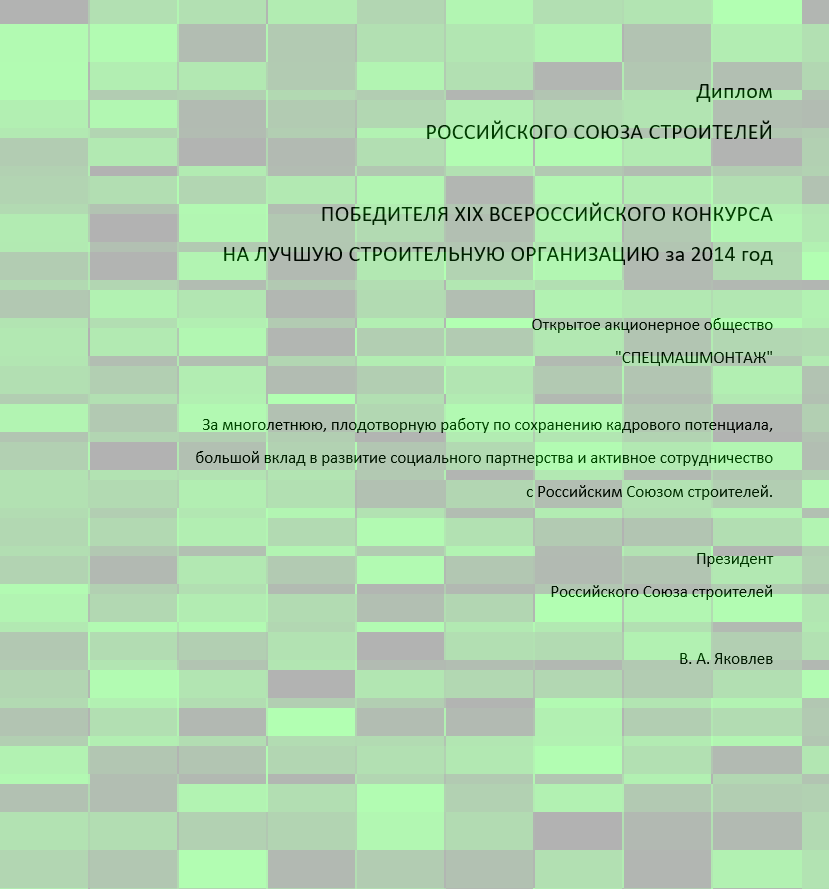 Диплом
РОССИЙСКОГО СОЮЗА СТРОИТЕЛЕЙ
ПОБЕДИТЕЛЯ XIX ВСЕРОССИЙСКОГО КОНКУРСА
НА ЛУЧШУЮ СТРОИТЕЛЬНУЮ ОРГАНИЗАЦИЮ за 2014 год
Открытое акционерное общество
"СПЕЦМАШМОНТАЖ"
За многолетнюю, плодотворную работу по сохранению кадрового потенциала,
большой вклад в развитие социального партнерства и активное сотрудничество
с Российским Союзом строителей.
Президент
Российского Союза строителей
В. А. Яковлев